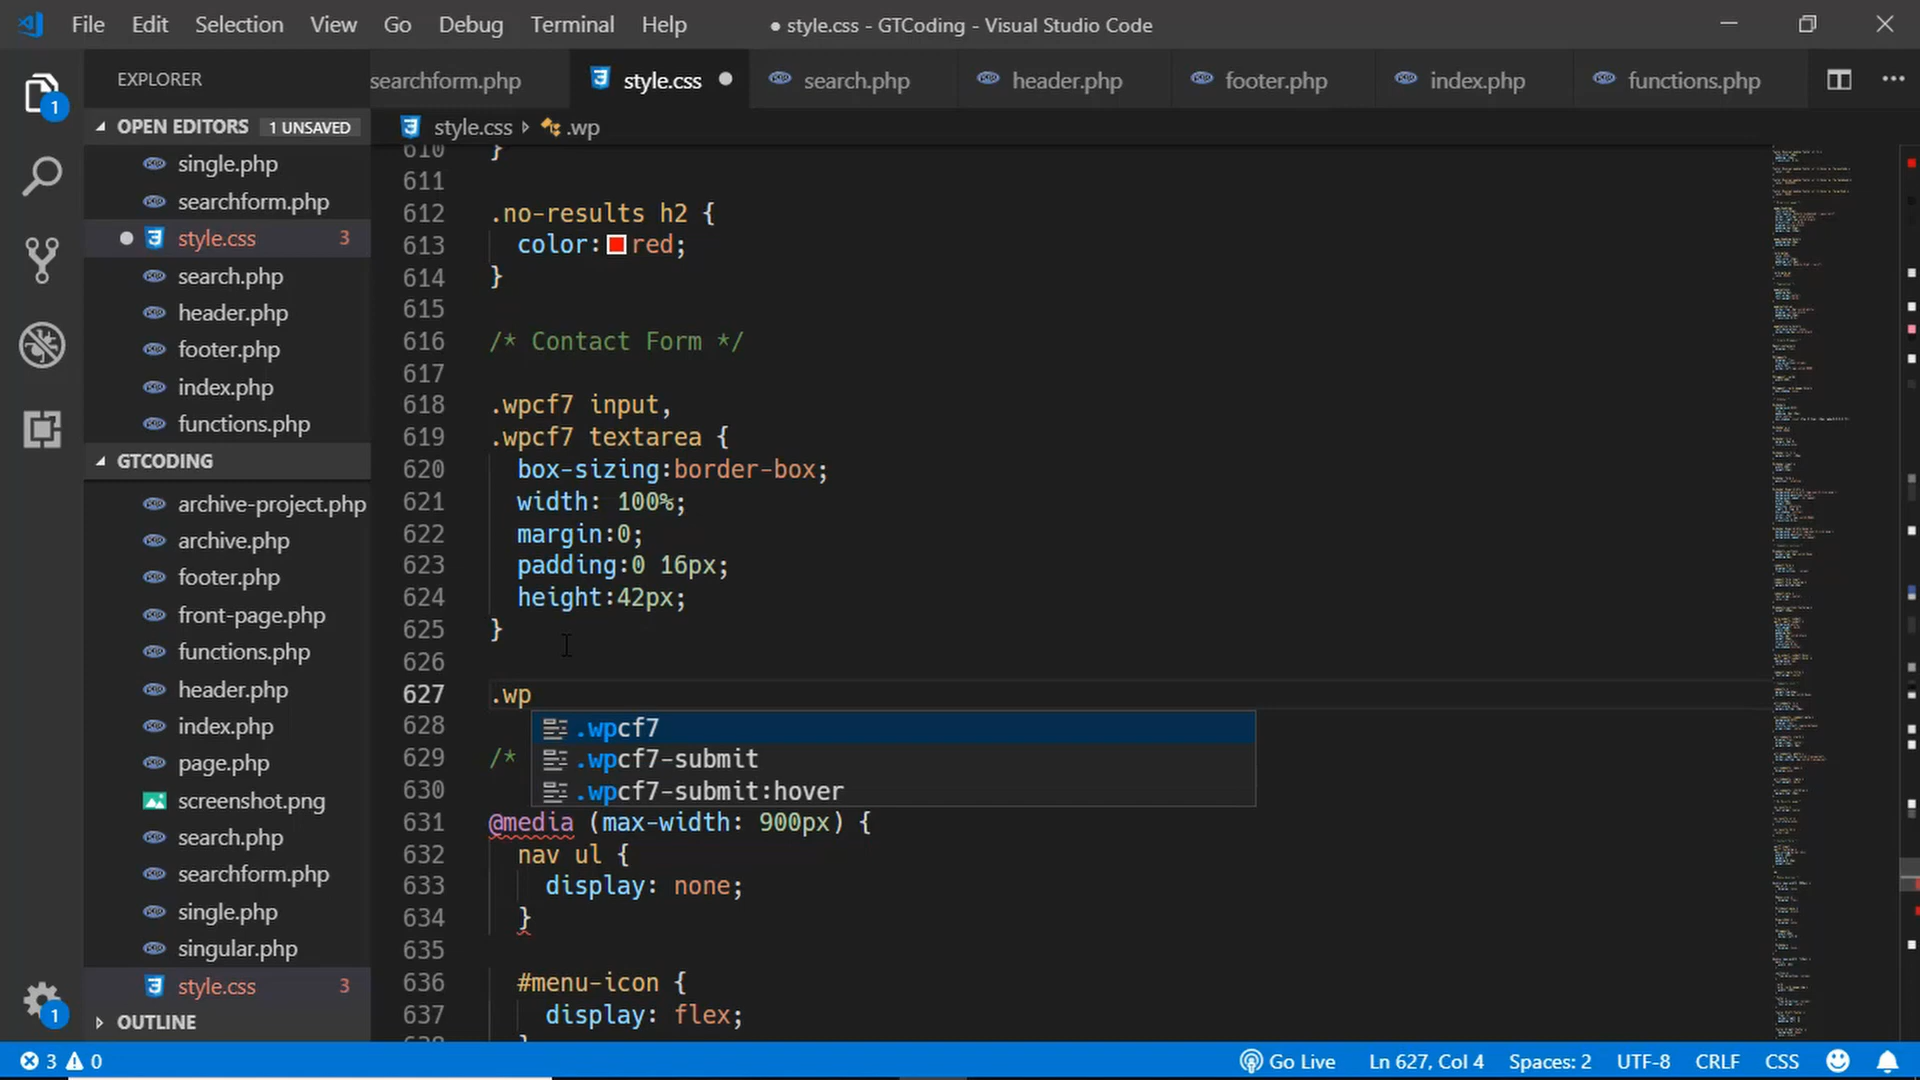 File Edit Selection View Go Debug Terminal Help
● style.css - GTCoding - Visual Studio Code
EXPLORER
searchform.php
style.css
search.php
header.php
footer.php
index.php
functions.php
OPEN EDITORS 1 UNSAVED
single.php
searchform.php
style.css 3
search.php
header.php
footer.php
index.php
functions.php
GTCODING
archive-project.php
archive.php
footer.php
front-page.php
functions.php
header.php
index.php
page.php
screenshot.png
search.php
searchform.php
single.php
singular.php
style.css 3
OUTLINE
1
1
style.css › .wp
610 }
611
612 .no-results h2 {
613 color: red;
614 }
615
616 /* Contact Form */
617
618 .wpcf7 input,
619 .wpcf7 textarea {
620 box-sizing:border-box;
621 width: 100%;
622 margin:0;
623 padding:0 16px;
624 height:42px;
625 }
626
627 .wp
.wpcf7
.wpcf7-submit
.wpcf7-submit:hover
628
629 /*
630
631 @media (max-width: 900px) {
632 nav ul {
633 display: none;
634 }
635
636 #menu-icon {
637 display: flex;
3 0
Go Live
Ln 627, Col 4
Spaces: 2
UTF-8
CRLF
CSS